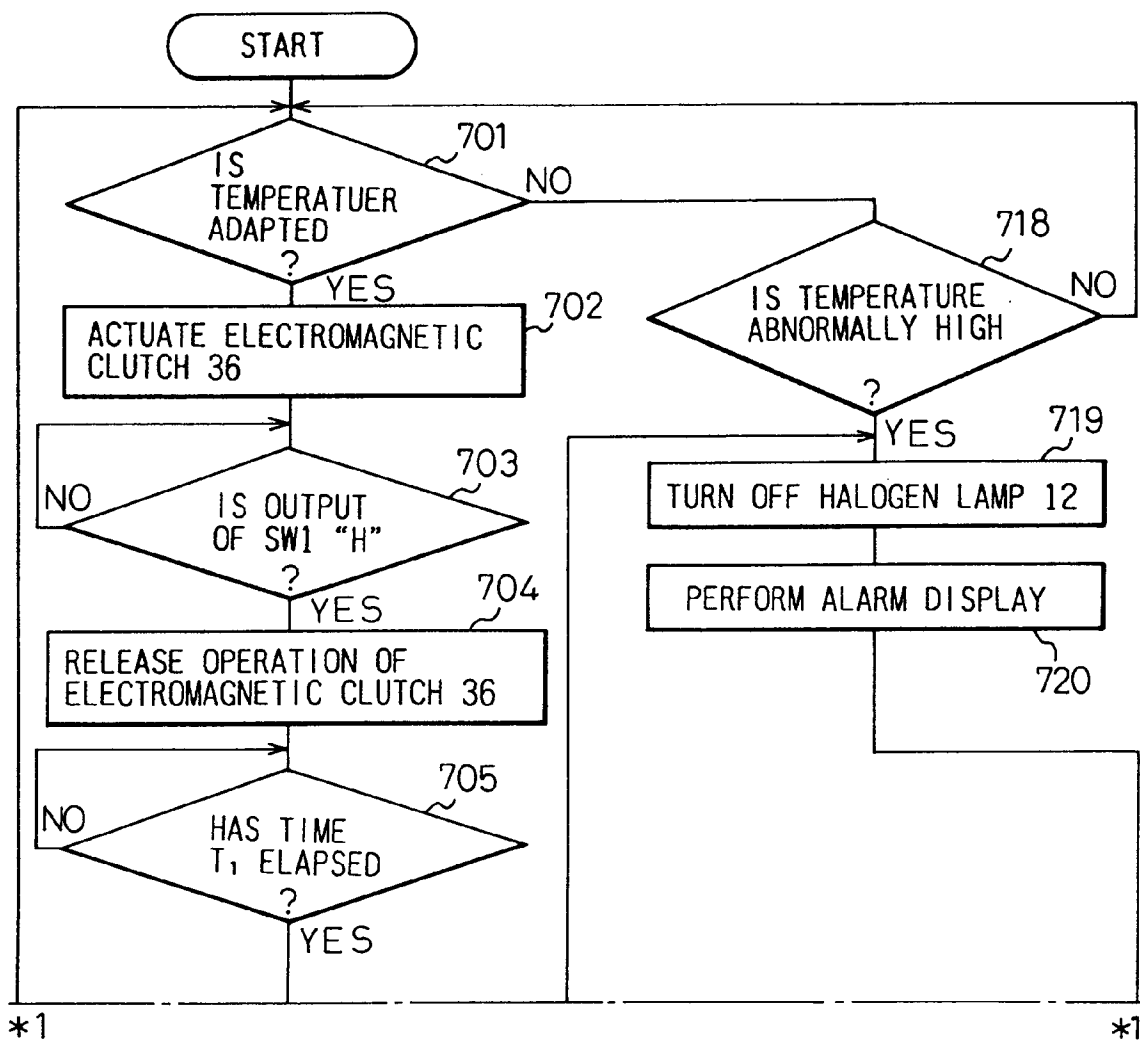 START
701
IS
TEMPERATUER
ADAPTED
?
NO
YES
702
ACTUATE ELECTROMAGNETIC
CLUTCH 36
703
NO
IS OUTPUT
OF SW1 “H”
?
YES
704
RELEASE OPERATION OF
ELECTROMAGNETIC CLUTCH 36
705
NO
HAS TIME
T₁ ELAPSED
?
YES
718
IS TEMPERATURE
ABNORMALLY HIGH
?
NO
YES
719
TURN OFF HALOGEN LAMP 12
PERFORM ALARM DISPLAY
720
*1
*1